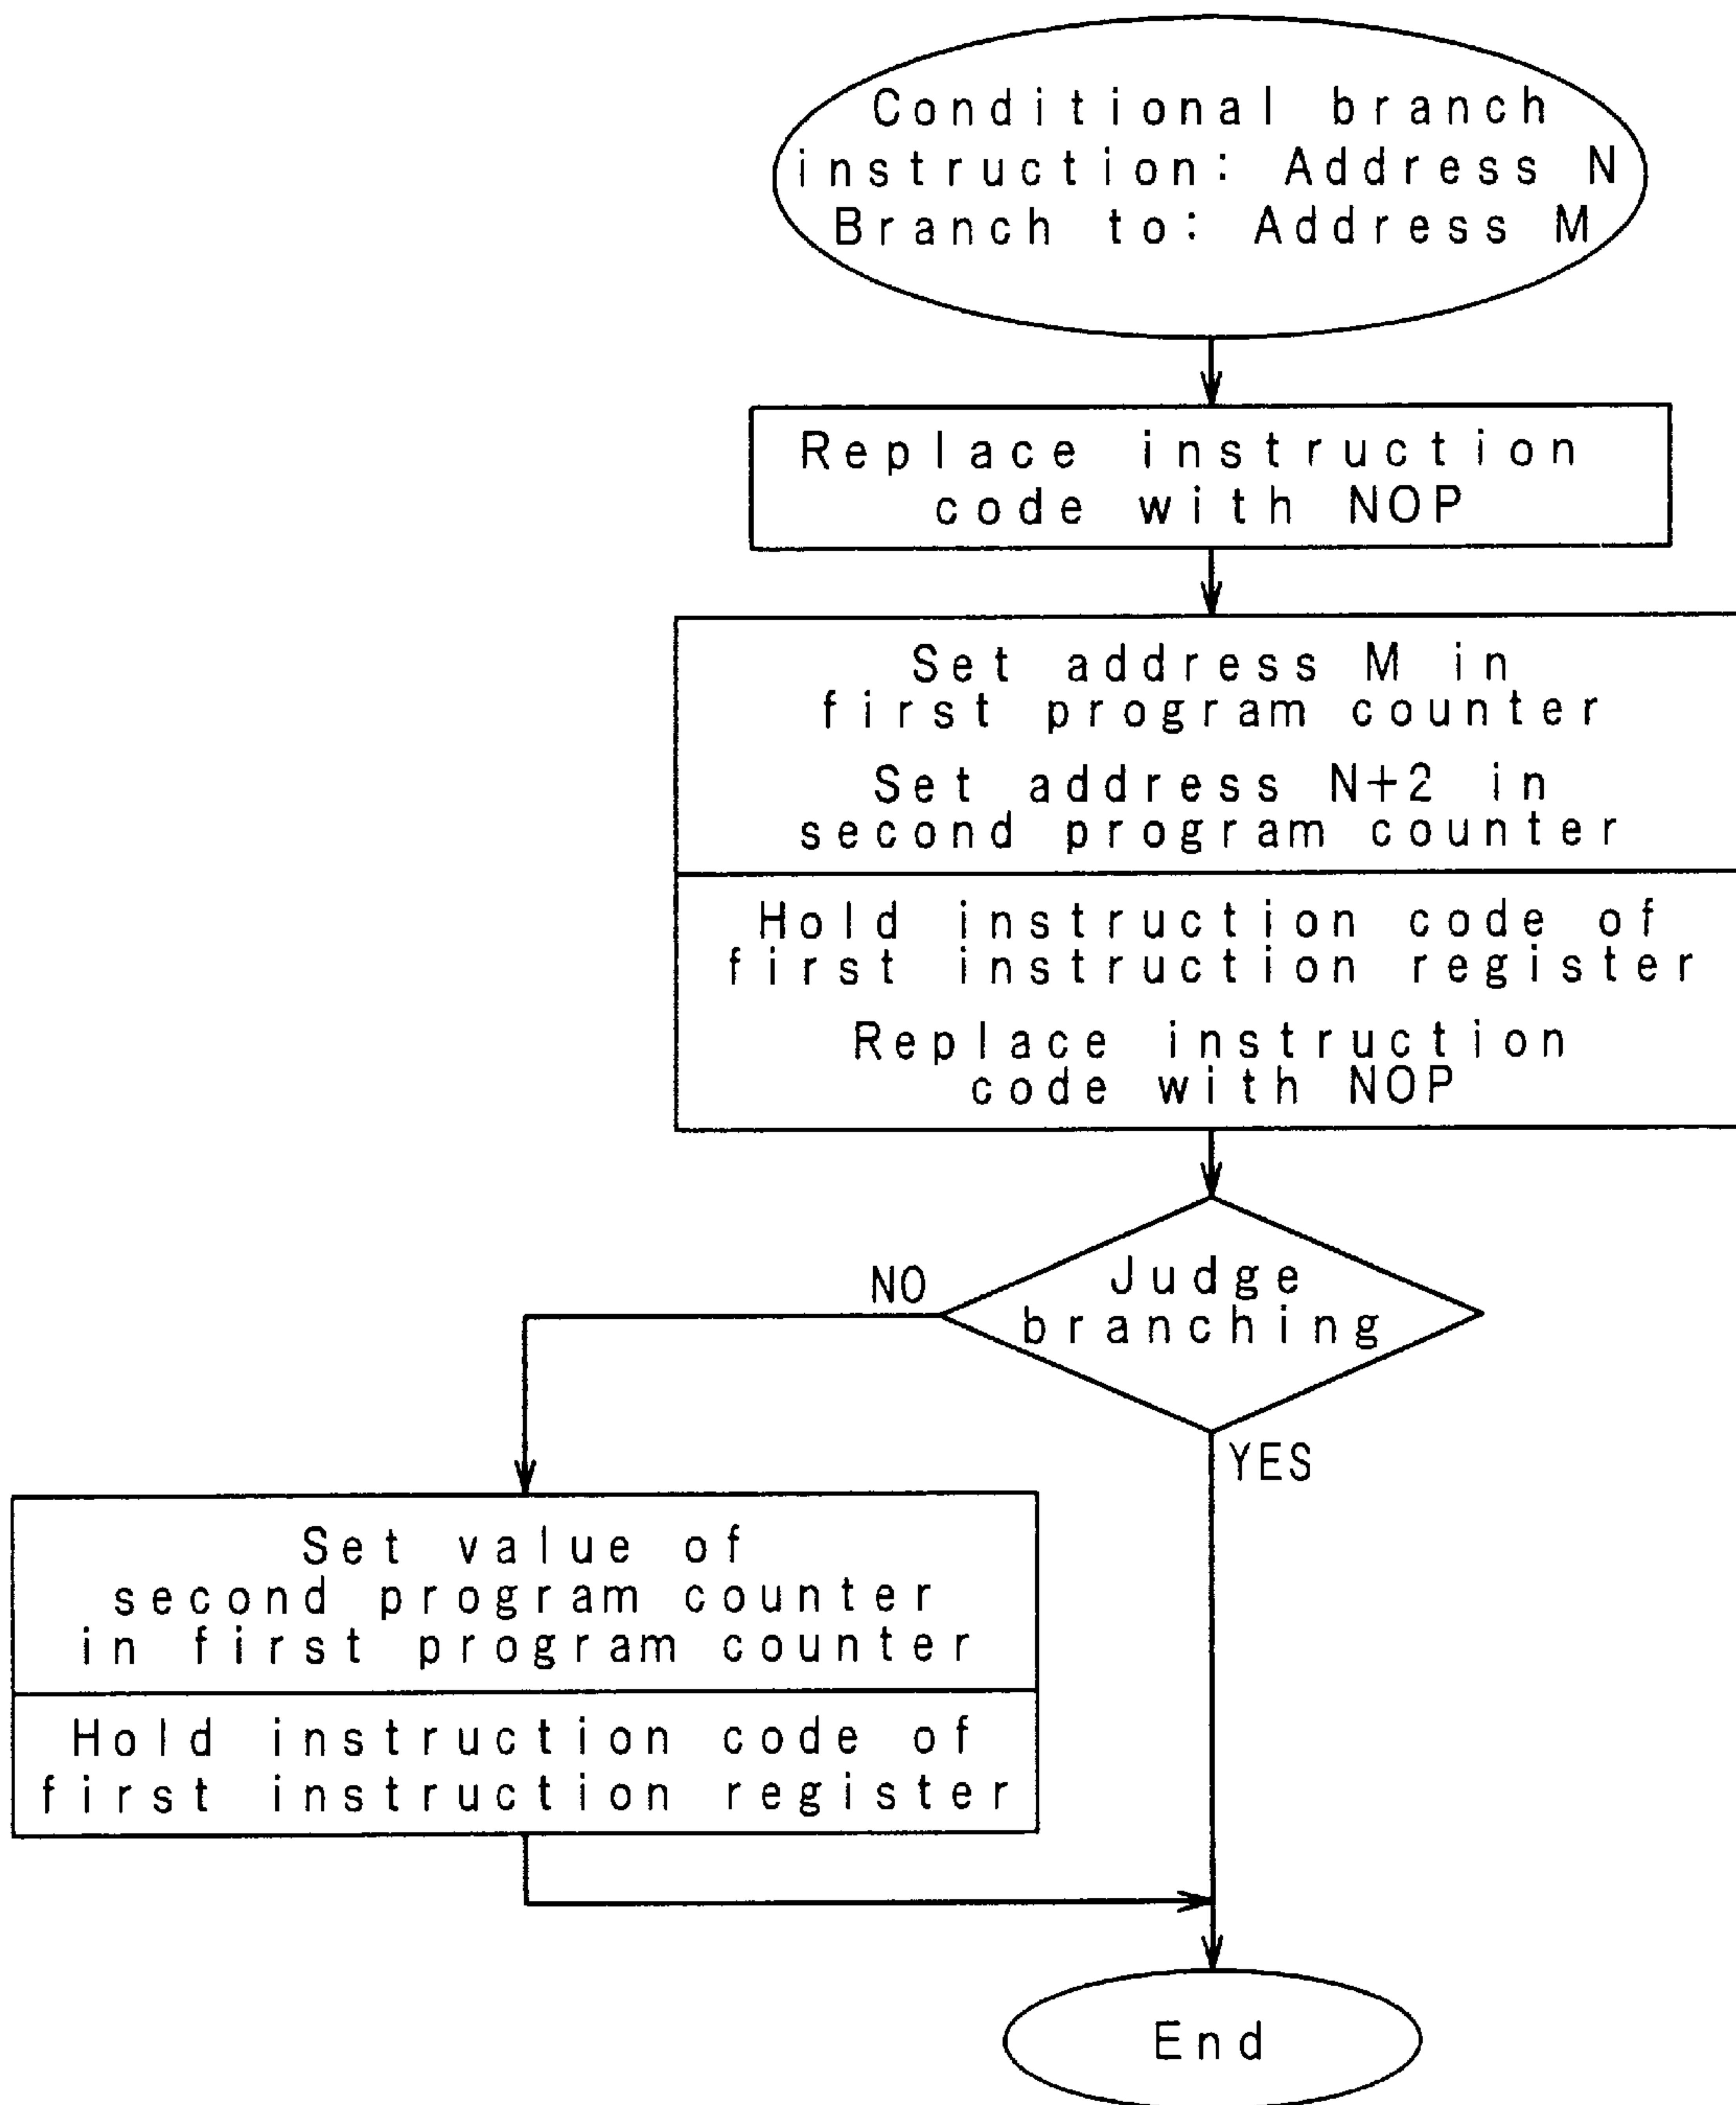 Conditional branch
instruction: Address N
Branch to: Address M
Replace instruction
code with NOP
Set address M in
first program counter
Set address N+2 in
second program counter
Hold instruction code of
first instruction register
Replace instruction
code with NOP
Judge
branching
NO
YES
Set value of
second program counter
in first program counter
Hold instruction code of
first instruction register
End